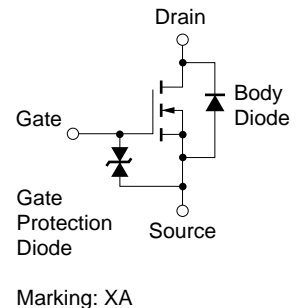 Drain
Body
Diode
Gate
Gate
Protection
Diode
Source
Marking: XA